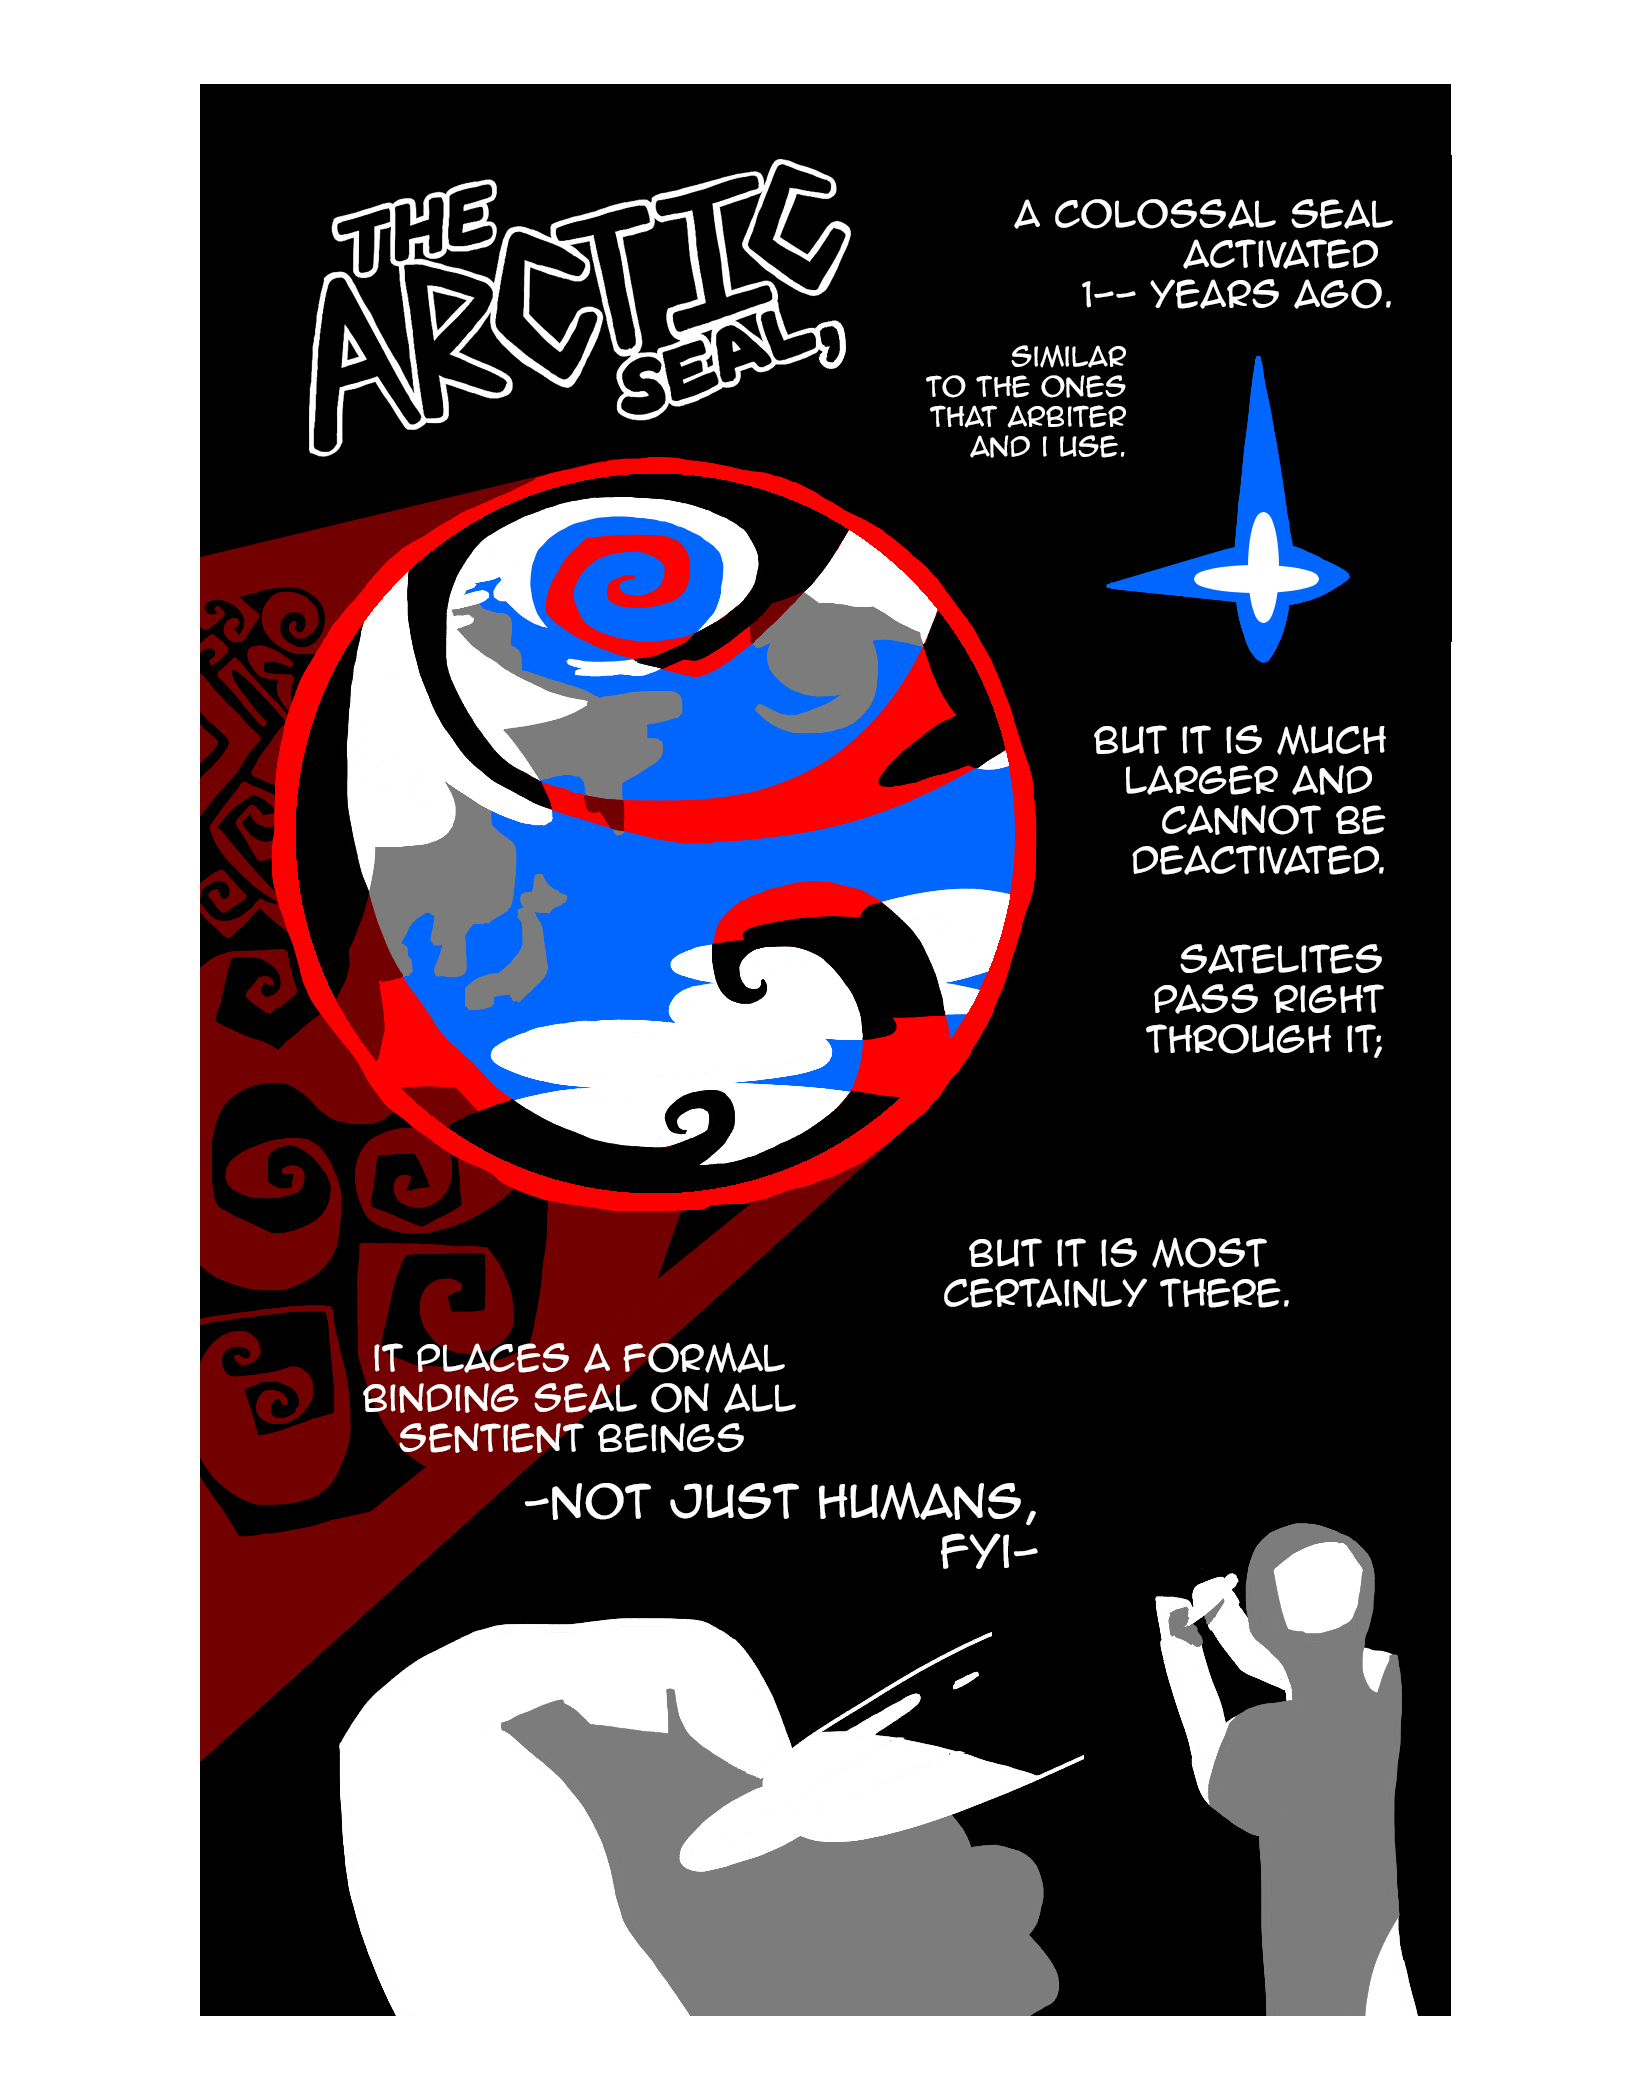 THE
ARCTIC
SEAL,
A COLOSSAL SEAL
ACTIVATED
1-- YEARS AGO.
SIMILAR
TO THE ONES
THAT ARBITER
AND I USE.
BUT IT IS MUCH
LARGER AND
CANNOT BE
DEACTIVATED.
SATELITES
PASS RIGHT
THROUGH IT;
BUT IT IS MOST
CERTAINLY THERE.
IT PLACES A FORMAL
BINDING SEAL ON ALL
SENTIENT BEINGS
-NOT JUST HUMANS,
FYI-